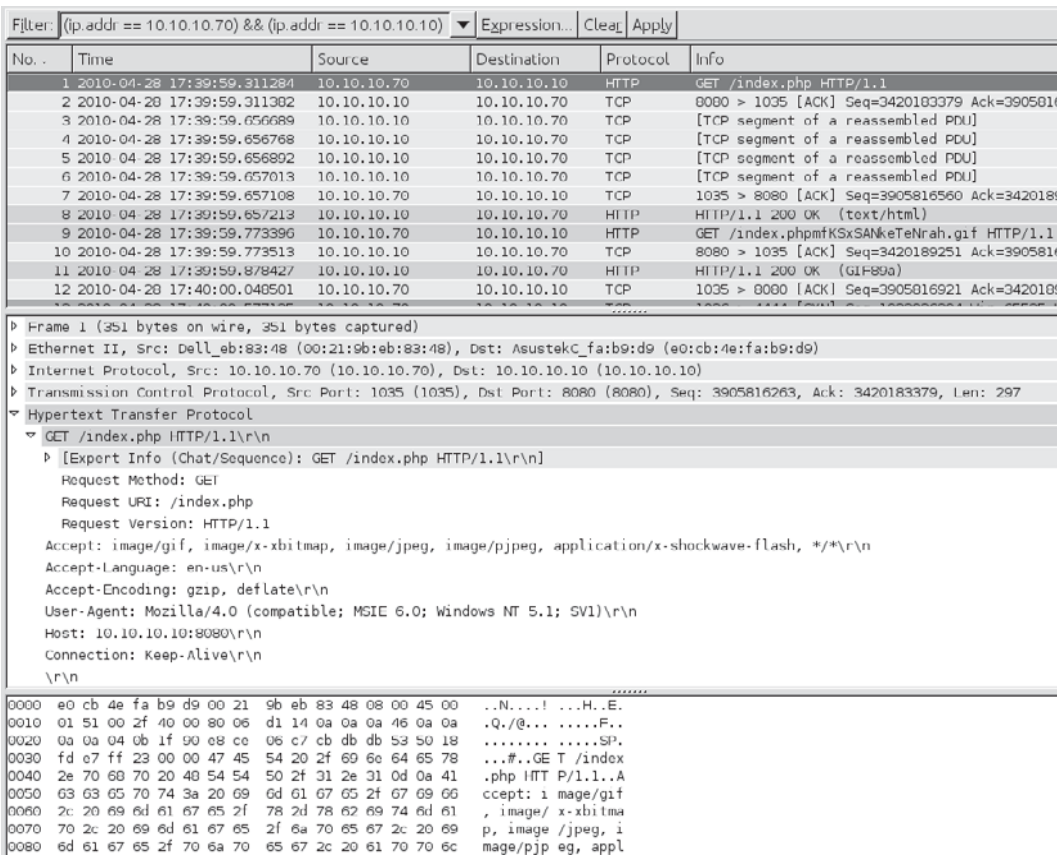 Filter: (ip.addr == 10.10.10.70) && (ip.addr == 10.10.10.10) Expression... Clear Apply
No. . Time Source Destination Protocol Info
1 2010-04-28 17:39:59.311284 10.10.10.70 10.10.10.10 HTTP GET /index.php HTTP/1.1
2 2010-04-28 17:39:59.311382 10.10.10.10 10.10.10.70 TCP 8080 > 1035 [ACK] Seq=3420183379 Ack=390581
3 2010-04-28 17:39:59.656689 10.10.10.10 10.10.10.70 TCP [TCP segment of a reassembled PDU]
4 2010-04-28 17:39:59.656768 10.10.10.10 10.10.10.70 TCP [TCP segment of a reassembled PDU]
5 2010-04-28 17:39:59.656892 10.10.10.10 10.10.10.70 TCP [TCP segment of a reassembled PDU]
6 2010-04-28 17:39:59.657013 10.10.10.10 10.10.10.70 TCP [TCP segment of a reassembled PDU]
7 2010-04-28 17:39:59.657108 10.10.10.70 10.10.10.10 TCP 1035 > 8080 [ACK] Seq=3905816560 Ack=342018
8 2010-04-28 17:39:59.657213 10.10.10.10 10.10.10.70 HTTP HTTP/1.1 200 OK (text/html)
9 2010-04-28 17:39:59.773396 10.10.10.70 10.10.10.10 HTTP GET /index.phpmfKSxSANkeTeNrah.gif HTTP/1.1
10 2010-04-28 17:39:59.773513 10.10.10.10 10.10.10.70 TCP 8080 > 1035 [ACK] Seq=3420189251 Ack=390581
11 2010-04-28 17:39:59.878427 10.10.10.10 10.10.10.70 HTTP HTTP/1.1 200 OK (GIF89a)
12 2010-04-28 17:40:00.048501 10.10.10.70 10.10.10.10 TCP 1035 > 8080 [ACK] Seq=3905816921 Ack=342018
Frame 1 (351 bytes on wire, 351 bytes captured)
Ethernet II, Src: Dell_eb:83:48 (00:21:9b:eb:83:48), Dst: AsustekC_fa:b9:d9 (e0:cb:4e:fa:b9:d9)
Internet Protocol, Src: 10.10.10.70 (10.10.10.70), Dst: 10.10.10.10 (10.10.10.10)
Transmission Control Protocol, Src Port: 1035 (1035), Dst Port: 8080 (8080), Seq: 3905816263, Ack: 3420183379, Len: 297
Hypertext Transfer Protocol
GET /index.php HTTP/1.1\r\n
[Expert Info (Chat/Sequence): GET /index.php HTTP/1.1\r\n]
Request Method: GET
Request URI: /index.php
Request Version: HTTP/1.1
Accept: image/gif, image/x-xbitmap, image/jpeg, image/pjpeg, application/x-shockwave-flash, */*\r\n
Accept-Language: en-us\r\n
Accept-Encoding: gzip, deflate\r\n
User-Agent: Mozilla/4.0 (compatible; MSIE 6.0; Windows NT 5.1; SV1)\r\n
Host: 10.10.10.10:8080\r\n
Connection: Keep-Alive\r\n
\r\n
0000 e0 cb 4e fa b9 d9 00 21 9b eb 83 48 08 00 45 00 ..N....! ...H..E.
0010 01 51 00 2f 40 00 80 06 d1 14 0a 0a 0a 46 0a 0a .Q./@... .....F..
0020 0a 0a 04 0b 1f 90 e8 ce 06 c7 cb db db 53 50 18 ........ .....SP.
0030 fd e7 ff 23 00 00 47 45 54 20 2f 69 6e 64 65 78 ...#..GE T /index
0040 2e 70 68 70 20 48 54 54 50 2f 31 2e 31 0d 0a 41 .php HTT P/1.1..A
0050 63 63 65 70 74 3a 20 69 6d 61 67 65 2f 67 69 66 ccept: i mage/gif
0060 2c 20 69 6d 61 67 65 2f 78 2d 78 62 69 74 6d 61 , image/ x-xbitma
0070 70 2c 20 69 6d 61 67 65 2f 6a 70 65 67 2c 20 69 p, image /jpeg, i
0080 6d 61 67 65 2f 70 6a 70 65 67 2c 20 61 70 70 6c mage/pjp eg, appl